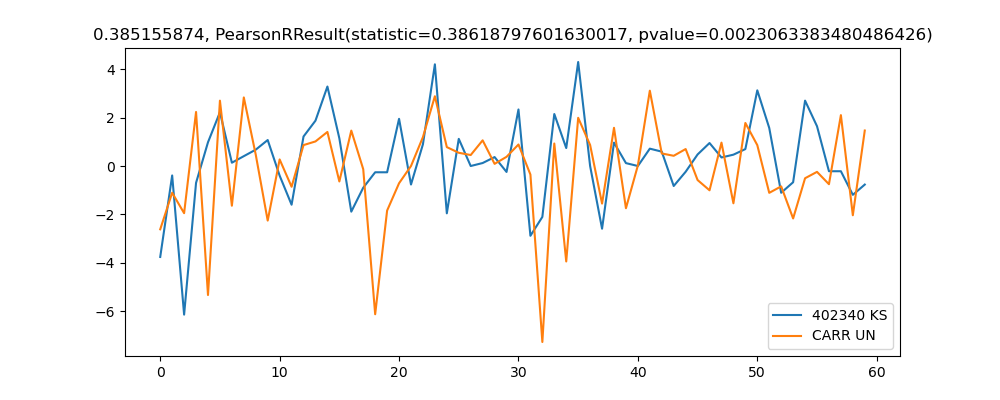 0.385155874, PearsonRResult(statistic=0.38618797601630017, pvalue=0.0023063383480486426)
4
2
0
−2
−4
−6
402340 KS
CARR UN
0 10 20 30 40 50 60